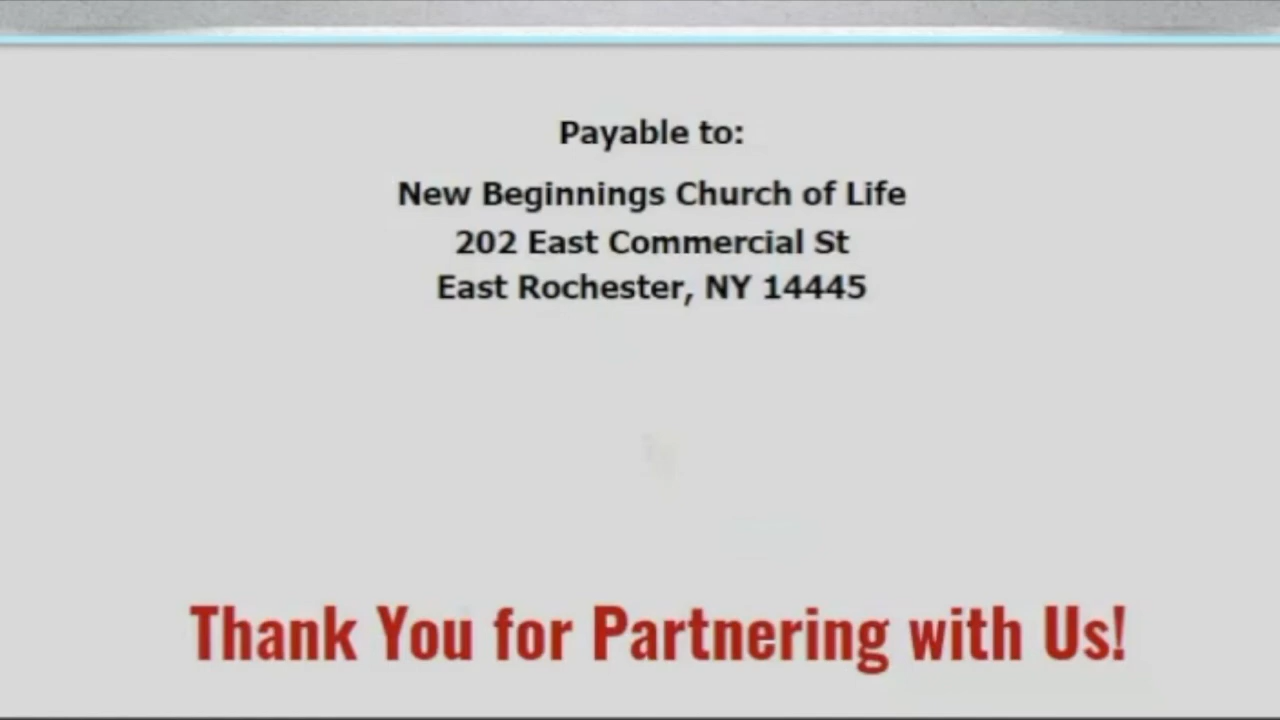 Payable to:
New Beginnings Church of Life
202 East Commercial St
East Rochester, NY 14445
Thank You for Partnering with Us!